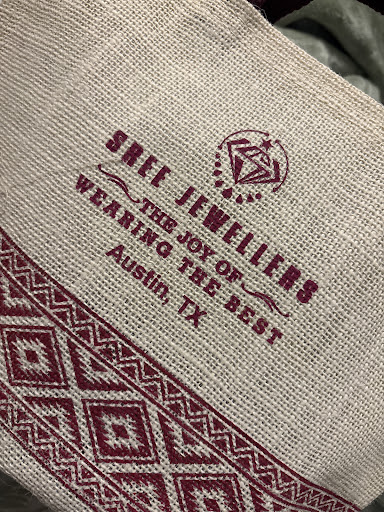 SREE JEWELLERS
THE JOY OF
WEARING THE BEST
Austin, TX